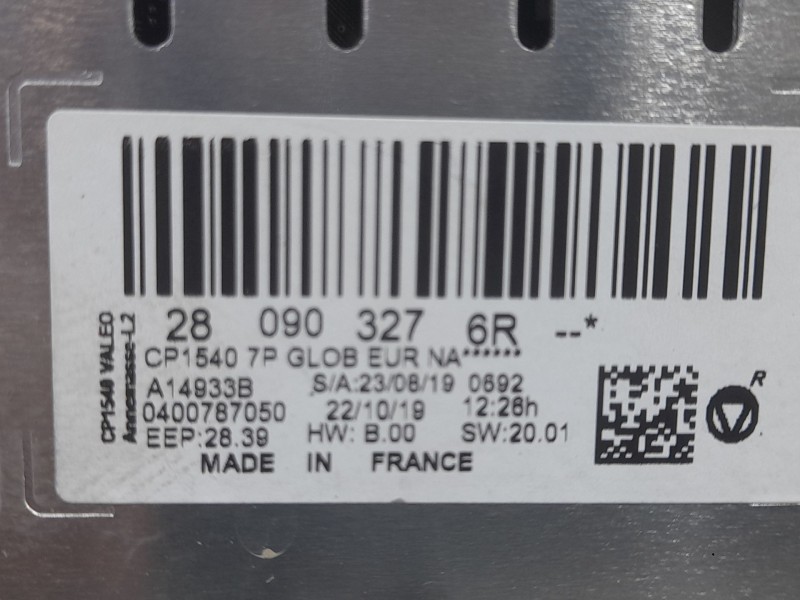 28 090 327 6R --*
CP1540 7P GLOB EUR NA******
A14933B S/A:23/08/19 0692
0400787050 22/10/19 12:28h
EEP:28.39 HW: B.00 SW:20.01
MADE IN FRANCE
CP1540 VALEO
Annemasse-L2
R